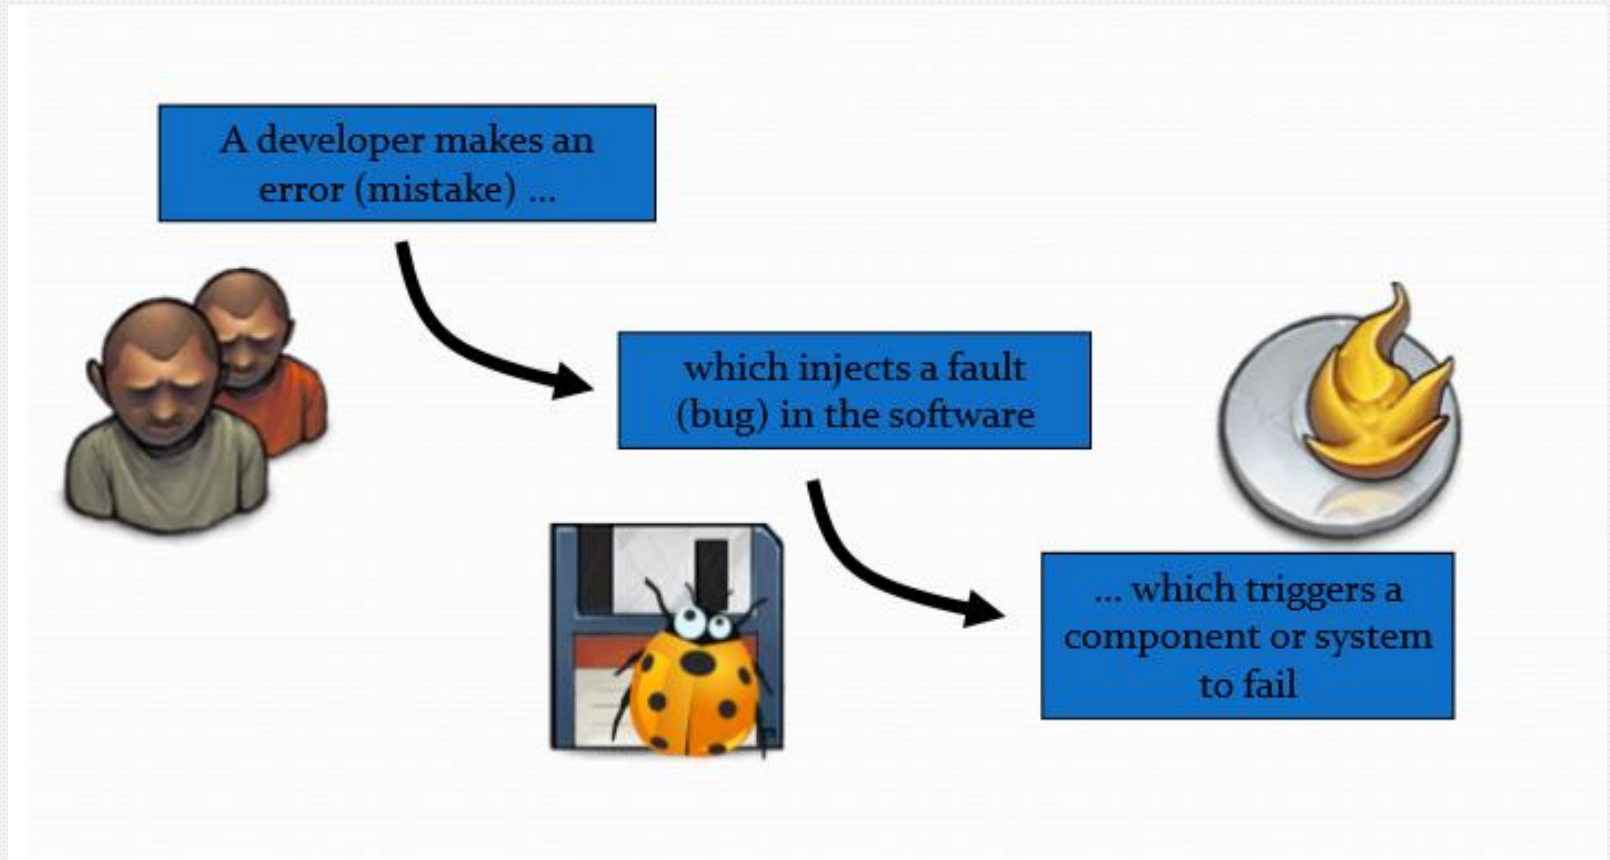 A developer makes an
error (mistake) ...
which injects a fault
(bug) in the software
... which triggers a
component or system
to fail